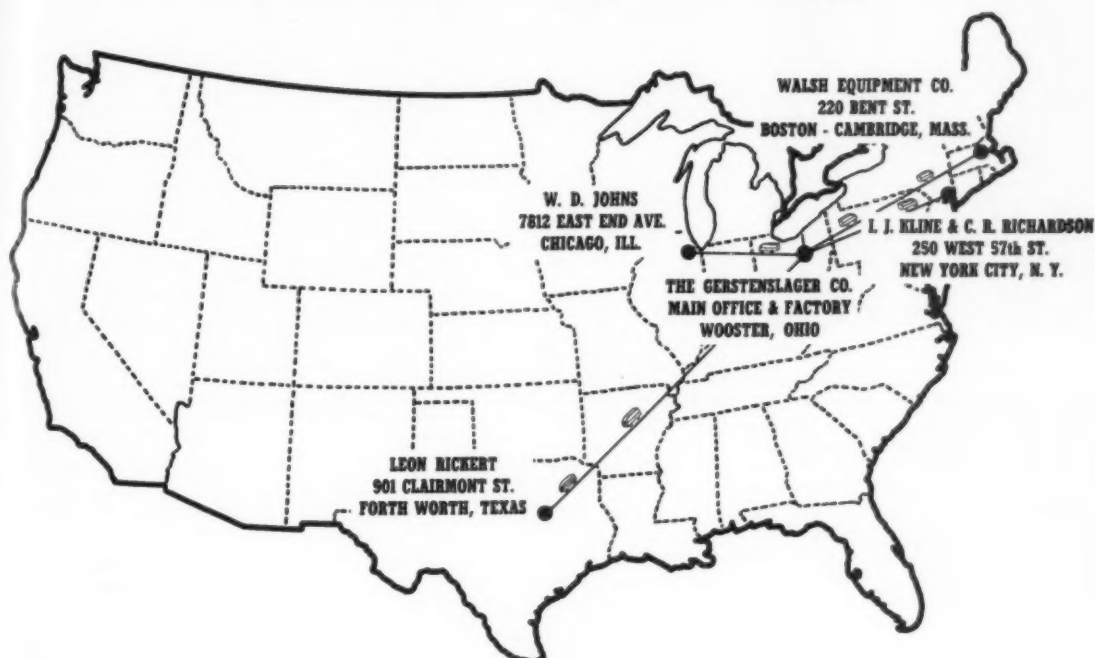 WALSH EQUIPMENT CO.
220 BENT ST.
BOSTON - CAMBRIDGE, MASS.
W. D. JOHNS
7812 EAST END AVE.
CHICAGO, ILL.
I. J. KLINE & C. R. RICHARDSON
250 WEST 57th ST.
NEW YORK CITY, N. Y.
THE GERSTENSLAGER CO.
MAIN OFFICE & FACTORY
WOOSTER, OHIO
LEON RICKERT
901 CLAIRMONT ST.
FORTH WORTH, TEXAS